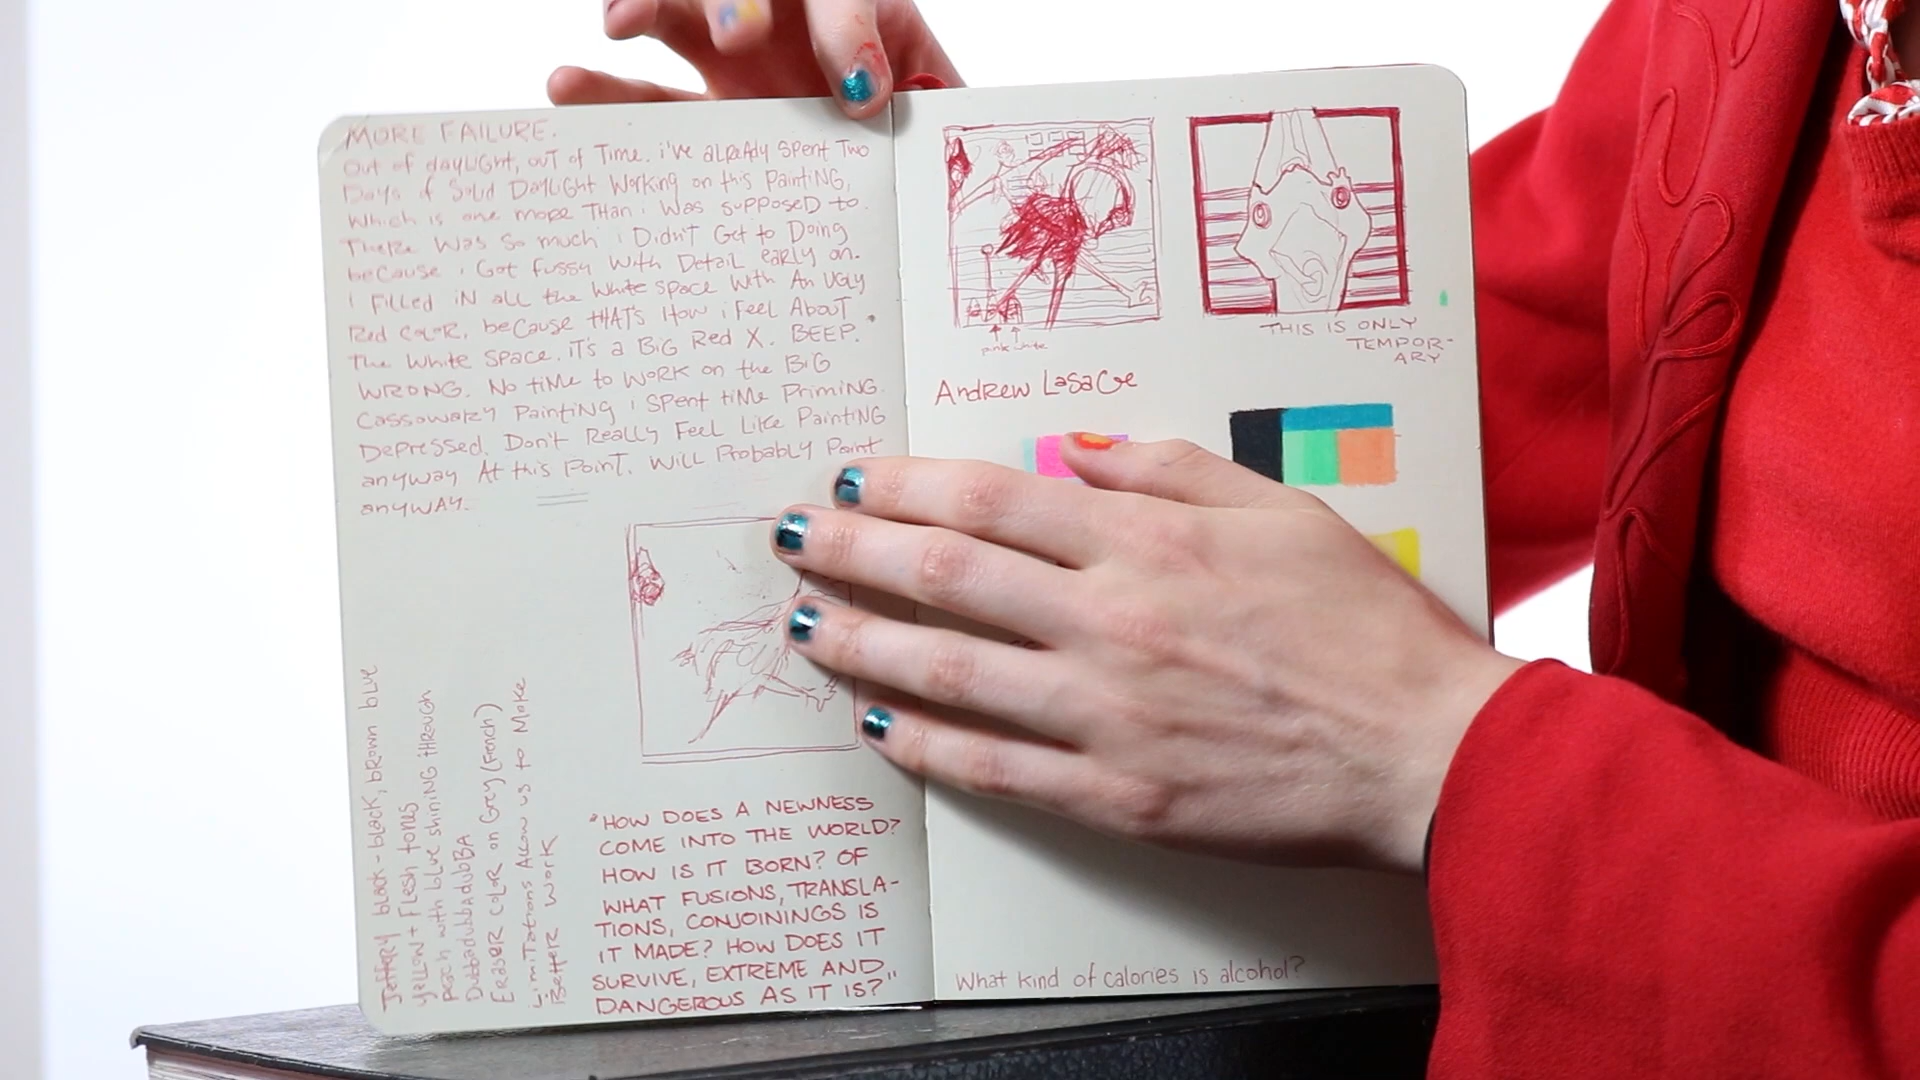 MORE FAILURE.
Out of dayLIGHT, OUT of Time. i've alReady spent Two
Days of Solid DayLIGHT Working on this PaintiNG,
Which is one more THan i was supposeD to.
There Was so much i Didn't Get to Doing
because i Got fussy With Detail early on.
I filled iN all the White space With An UGLY
Red color, because tHAT'S How i Feel About
the White space. it's a BiG Red X. BEEP.
WRONG. No tiMe to WORK on the BiG
Cassowary PaintiNG i spent time PrimiNG.
Depressed. Don't Really Feel Like PaintiNG
anyway At this Point. Will Probably Paint
anyway.
Jeffery black - black, brown blue
yellow + Flesh tones
peach with blue shiniNG tHRough
DubbadubbadubBA
ERASER COLOR on Grey (French)
LimiTations Allow us to Make
Better work
"HOW DOES A NEWNESS
COME INTO THE WORLD?
HOW IS IT BORN? OF
WHAT FUSIONS, TRANSLA-
TIONS, CONJOININGS IS
IT MADE? HOW DOES IT
SURVIVE, EXTREME AND
DANGEROUS AS IT IS?"
pink white
THIS IS ONLY
TEMPOR-
ARY
Andrew LaSaGe
What kind of calories is alcohol?